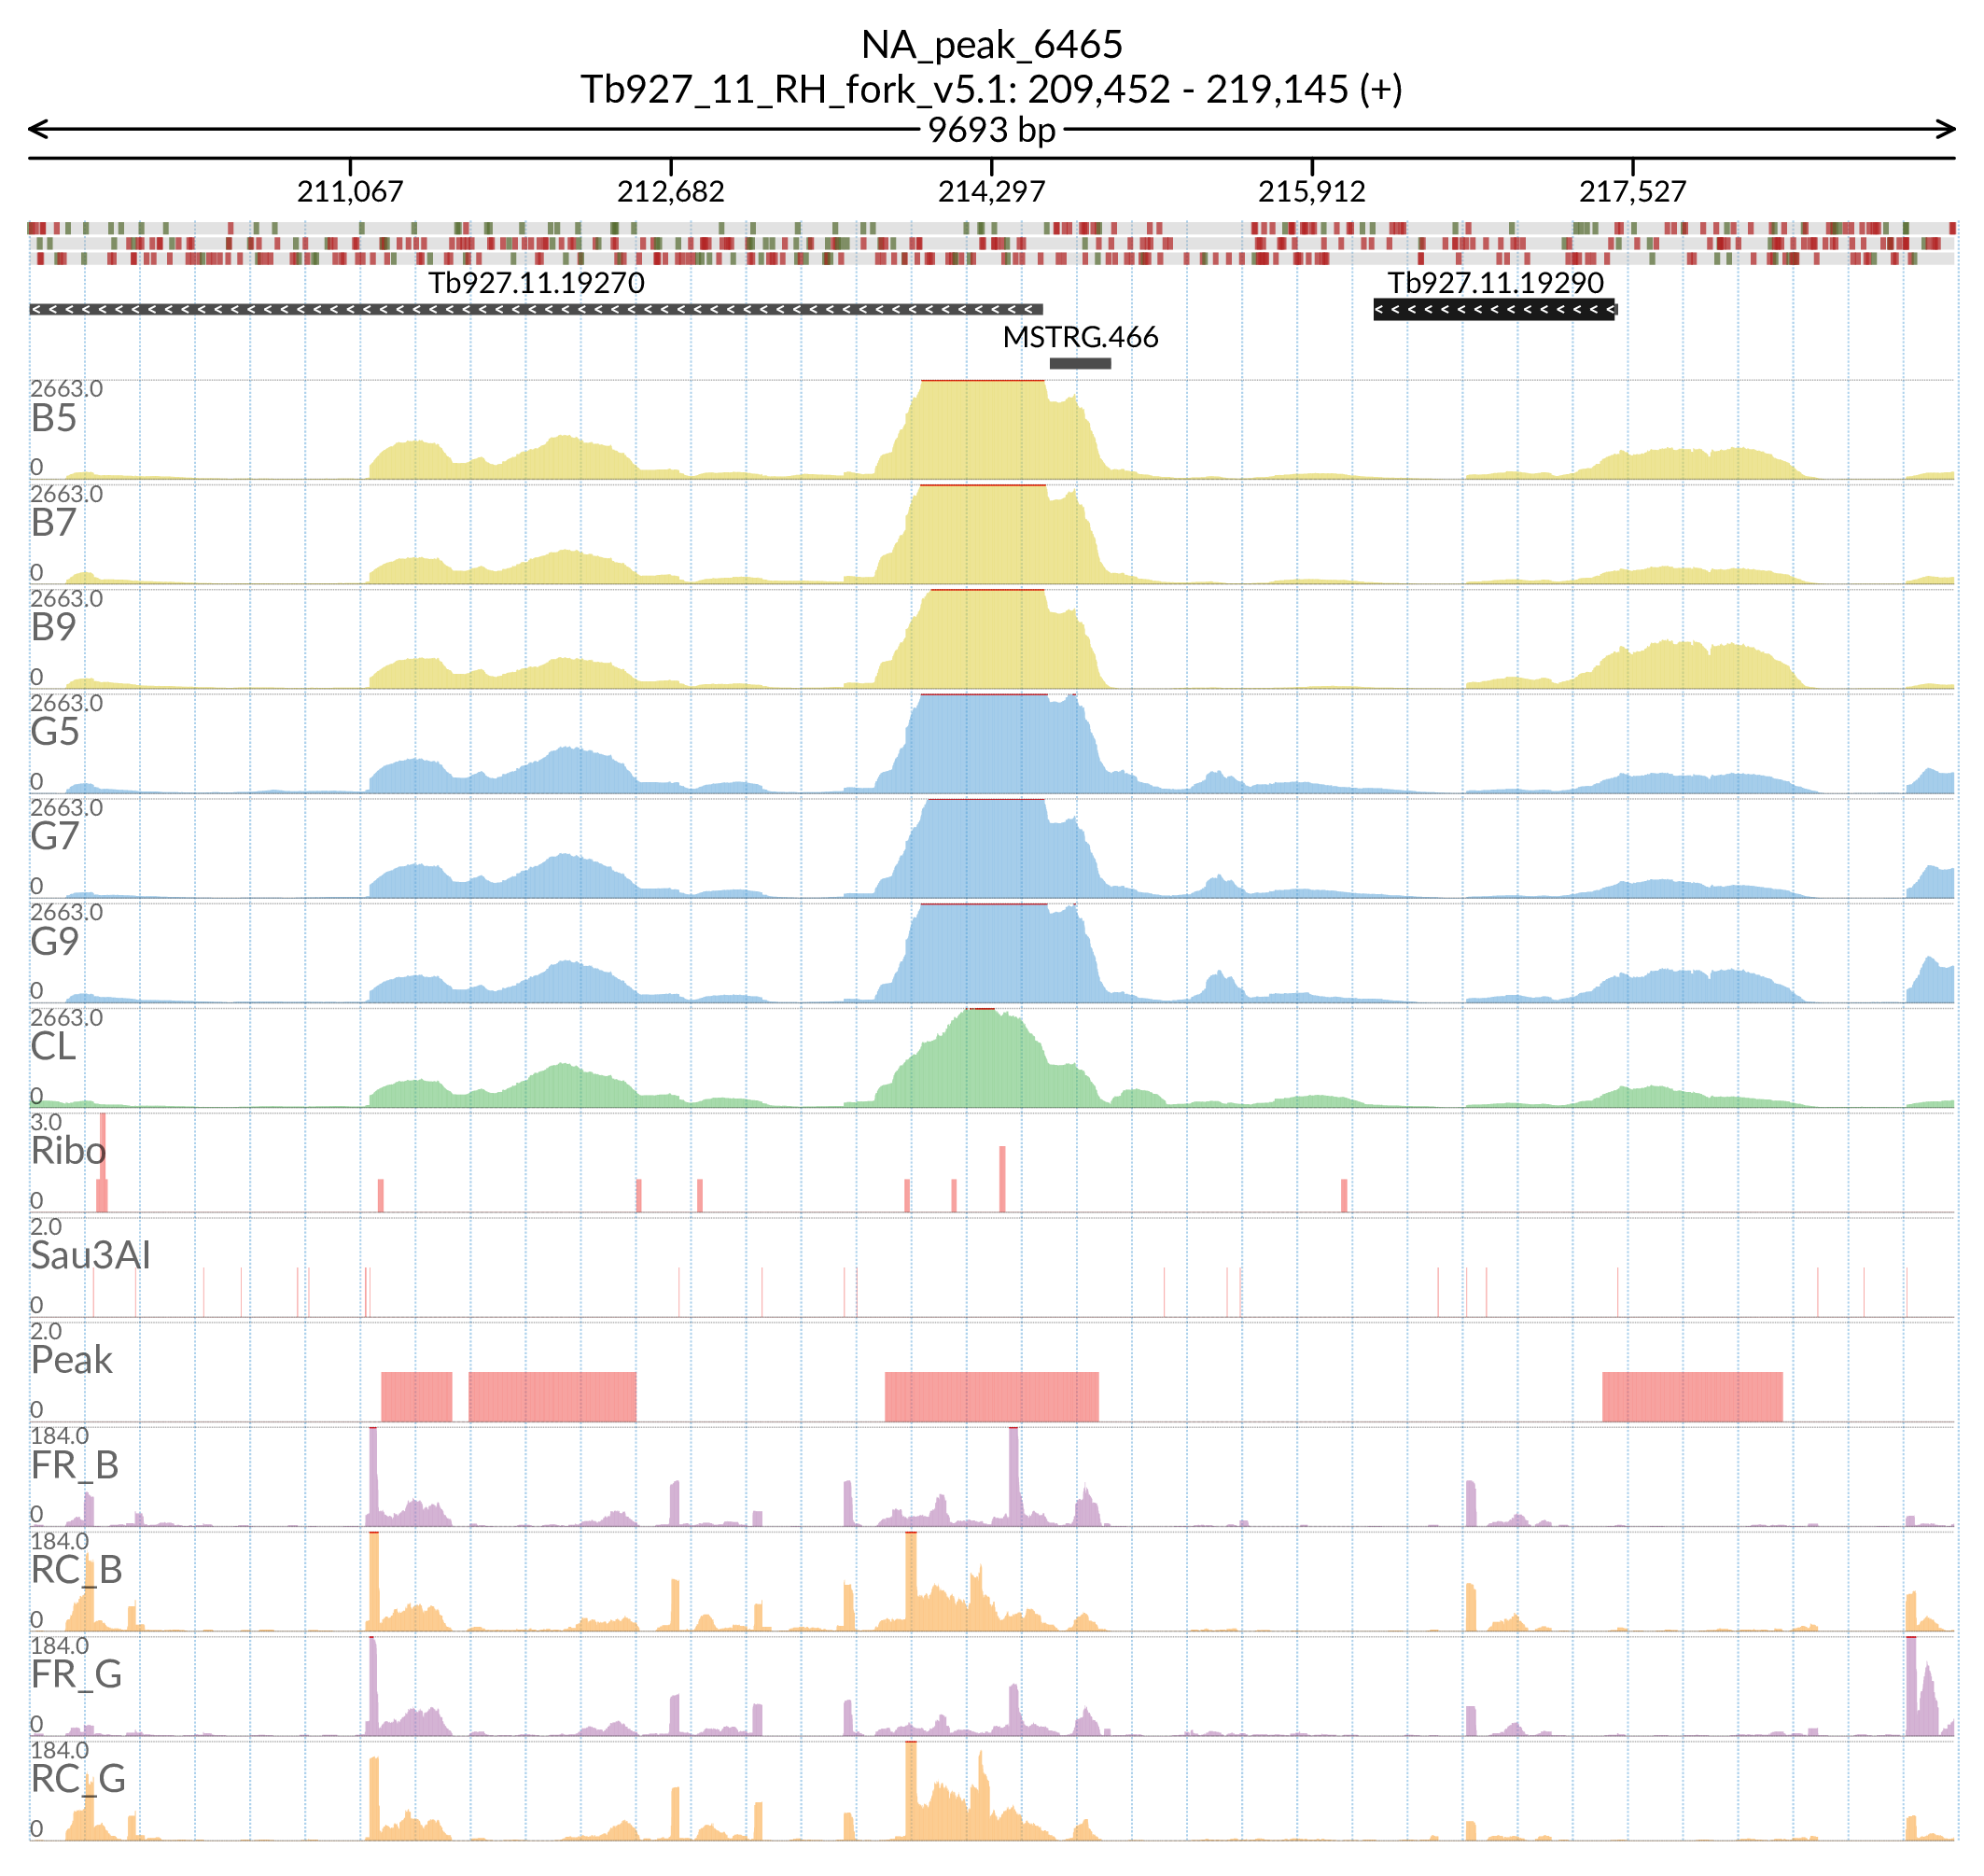 NA_peak_6465
Tb927_11_RH_fork_v5.1: 209,452 - 219,145 (+)
9693 bp
211,067 212,682 214,297 215,912 217,527
Tb927.11.19270 Tb927.11.19290
MSTRG.466
2663.0
B5
0
2663.0
B7
0
2663.0
B9
0
2663.0
G5
0
2663.0
G7
0
2663.0
G9
0
2663.0
CL
0
3.0
Ribo
0
2.0
Sau3AI
0
2.0
Peak
0
184.0
FR_B
0
184.0
RC_B
0
184.0
FR_G
0
184.0
RC_G
0